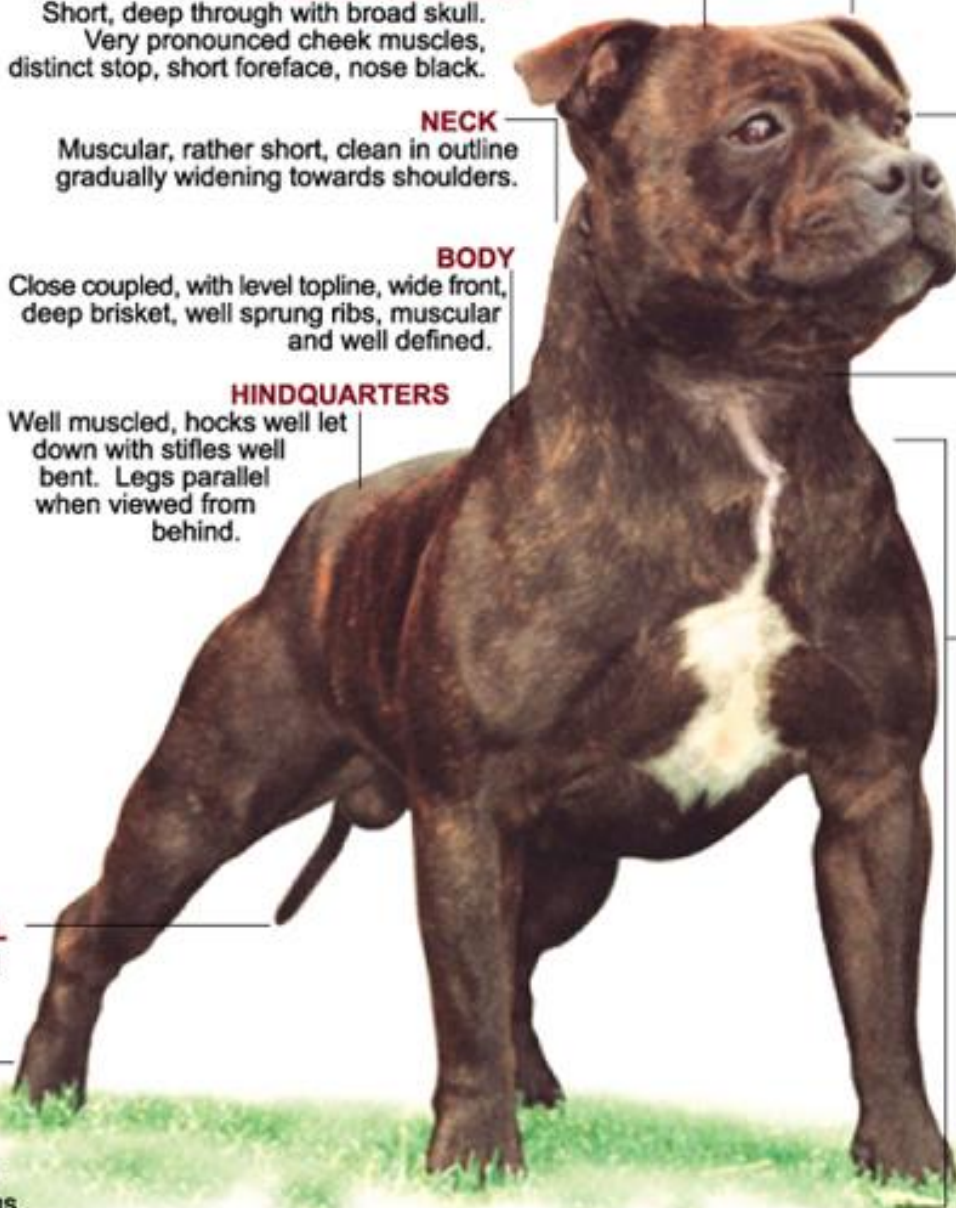 Short, deep through with broad skull.
Very pronounced cheek muscles,
distinct stop, short foreface, nose black.
NECK
Muscular, rather short, clean in outline
gradually widening towards shoulders.
BODY
Close coupled, with level topline, wide front,
deep brisket, well sprung ribs, muscular
and well defined.
HINDQUARTERS
Well muscled, hocks well let
down with stifles well
bent. Legs parallel
when viewed from
behind.